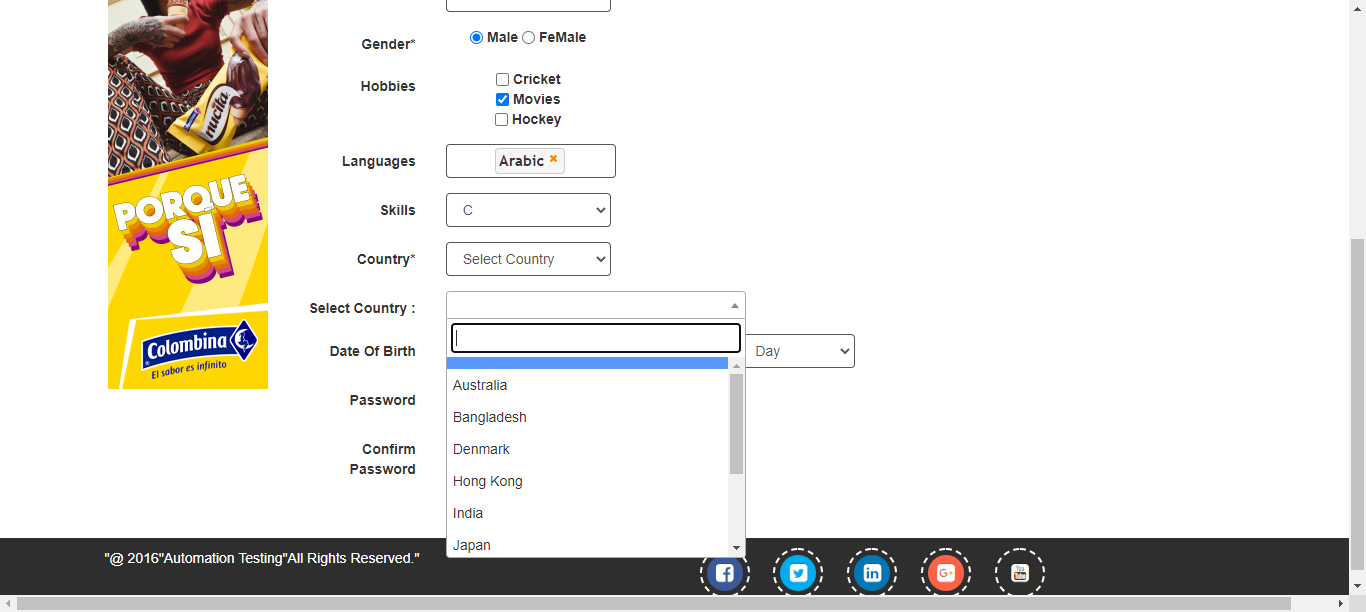 Gender*
Male FeMale
Hobbies
Cricket
Movies
Hockey
Languages
Arabic
Skills
C
Country*
Select Country
Select Country :
Date Of Birth
Day
Australia
Password
Bangladesh
Confirm
Password
Denmark
Hong Kong
India
Japan
nucita
PORQUE
SÍ
Colombina
El sabor es infinito
"@ 2016"Automation Testing"All Rights Reserved."
f
in
G+
You
Tube